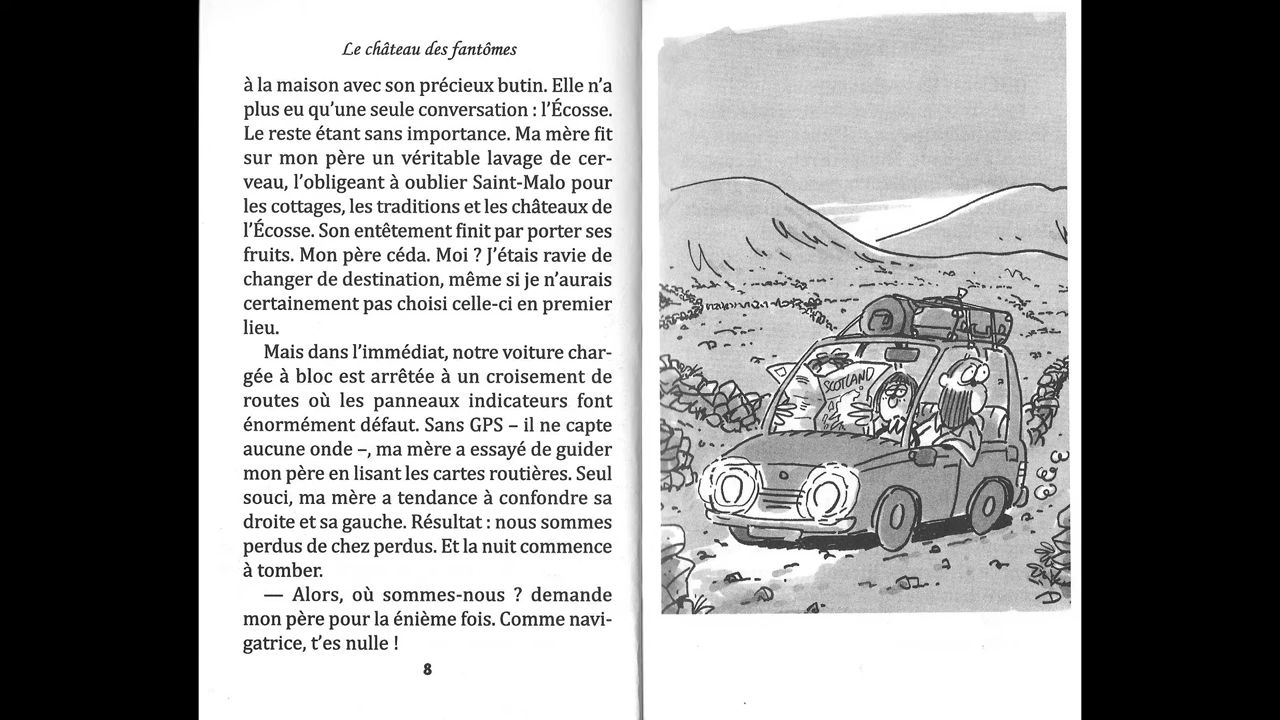 Le château des fantômes
à la maison avec son précieux butin. Elle n’a
plus eu qu’une seule conversation : l’Écosse.
Le reste étant sans importance. Ma mère fit
sur mon père un véritable lavage de cer-
veau, l’obligeant à oublier Saint-Malo pour
les cottages, les traditions et les châteaux de
l’Écosse. Son entêtement finit par porter ses
fruits. Mon père céda. Moi ? J’étais ravie de
changer de destination, même si je n’aurais
certainement pas choisi celle-ci en premier
lieu.
Mais dans l’immédiat, notre voiture char-
gée à bloc est arrêtée à un croisement de
routes où les panneaux indicateurs font
énormément défaut. Sans GPS – il ne capte
aucune onde –, ma mère a essayé de guider
mon père en lisant les cartes routières. Seul
souci, ma mère a tendance à confondre sa
droite et sa gauche. Résultat : nous sommes
perdus de chez perdus. Et la nuit commence
à tomber.
— Alors, où sommes-nous ? demande
mon père pour la énième fois. Comme navi-
gatrice, t’es nulle !
8
SCOTLAND